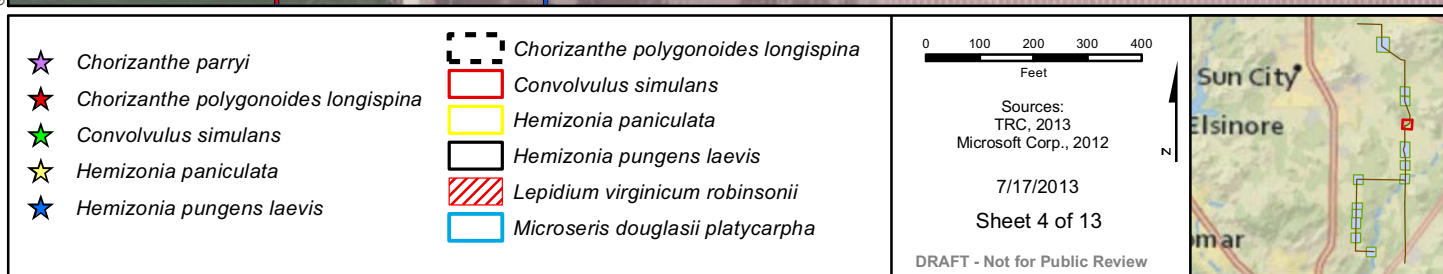 Chorizanthe parryi
Chorizanthe polygonoides longispina
Convolvulus simulans
Hemizonia paniculata
Hemizonia pungens laevis
Chorizanthe polygonoides longispina
Convolvulus simulans
Hemizonia paniculata
Hemizonia pungens laevis
Lepidium virginicum robinsonii
Microseris douglasii platycarpha
0 100 200 300 400
Feet
Sources:
TRC, 2013
Microsoft Corp., 2012
N
7/17/2013
Sheet 4 of 13
DRAFT - Not for Public Review
Sun City
Elsinore
mar